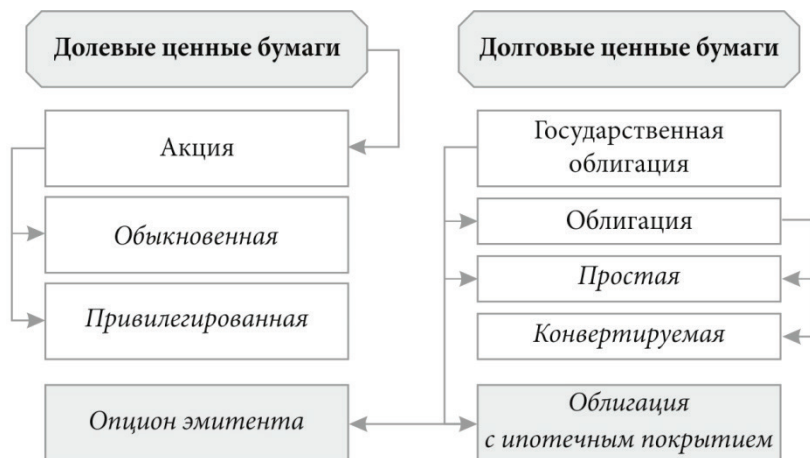 Долевые ценные бумаги
Акция
Обыкновенная
Привилегированная
Опцион эмитента
Долговые ценные бумаги
Государственная
облигация
Облигация
Простая
Конвертируемая
Облигация
с ипотечным покрытием